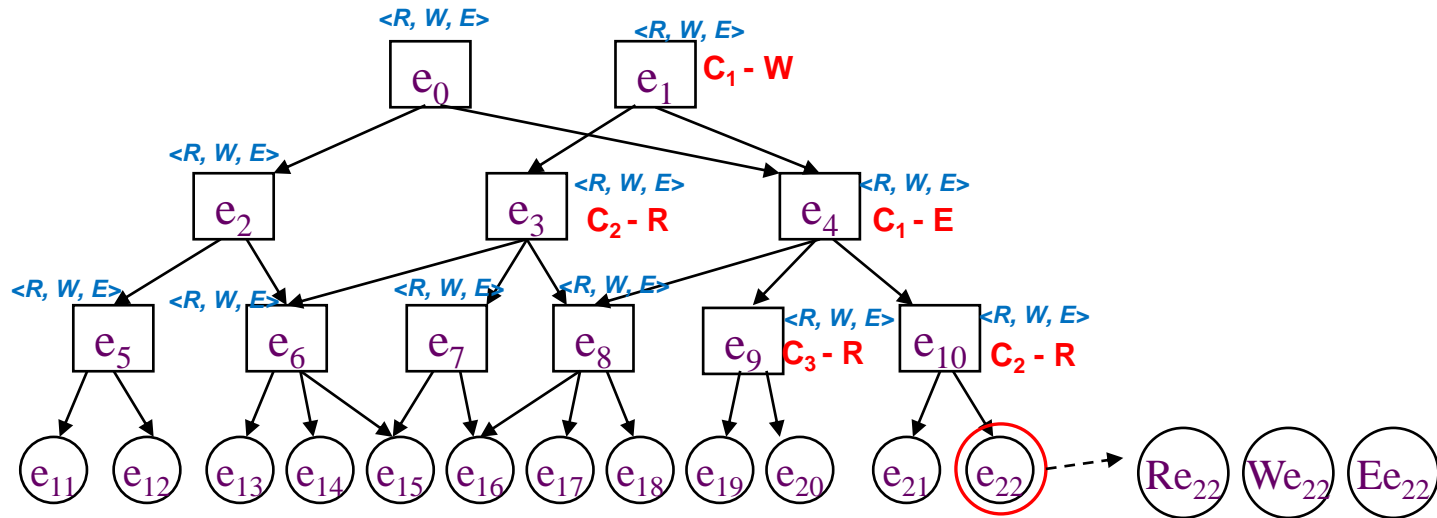 <R, W, E> <R, W, E>
e₀ e₁ C₁ - W
<R, W, E> <R, W, E> <R, W, E>
e₂ e₃ C₂ - R e₄ C₁ - E
<R, W, E> <R, W, E> <R, W, E> <R, W, E> <R, W, E> <R, W, E>
e₅ e₆ e₇ e₈ e₉ C₃ - R e₁₀ C₂ - R
e₁₁ e₁₂ e₁₃ e₁₄ e₁₅ e₁₆ e₁₇ e₁₈ e₁₉ e₂₀ e₂₁ e₂₂ Re₂₂ We₂₂ Ee₂₂